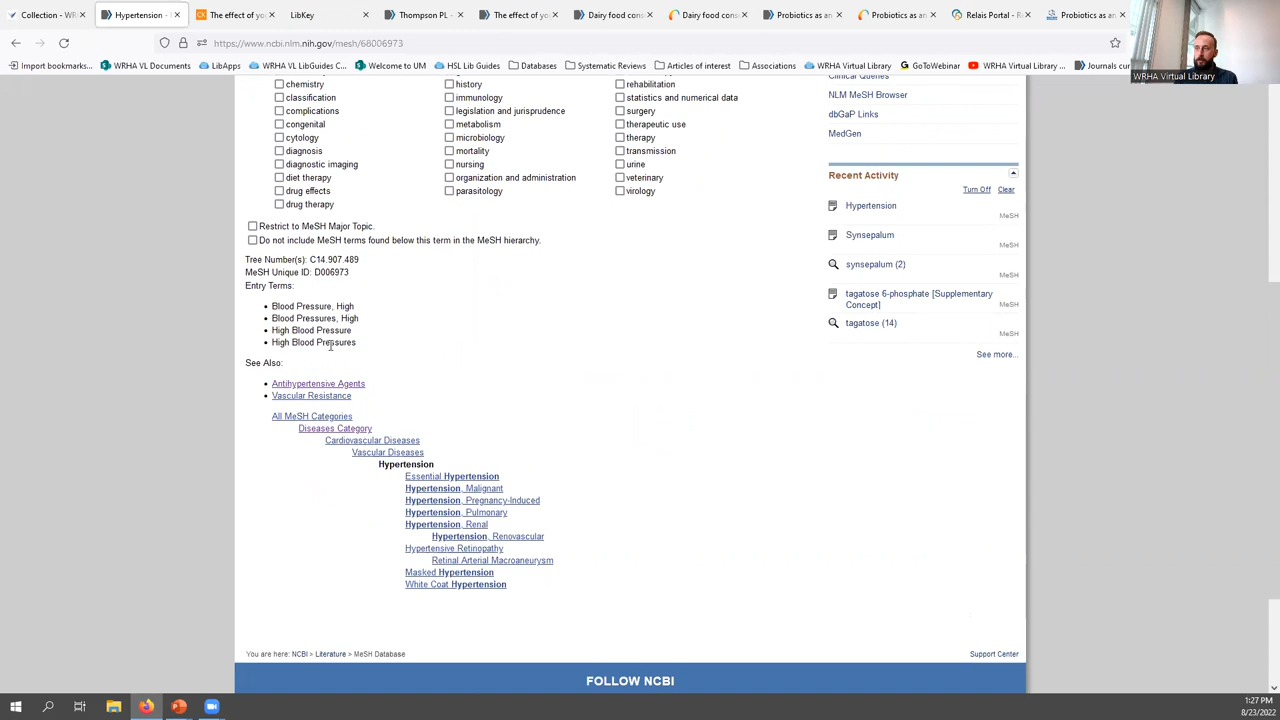 Collection - WR
Hypertension - M
The effect of yo
LibKey
Thompson PL -
The effect of yo
Dairy food cons
Dairy food cons
Probiotics as an
Probiotics as an
Relais Portal - Re
Probiotics as an
https://www.ncbi.nlm.nih.gov/mesh/68006973
Import bookmarks...
WRHA VL Documents
LibApps
WRHA VL LibGuides C...
Welcome to UM
HSL Lib Guides
Databases
Systematic Reviews
Articles of interest
Associations
WRHA Virtual Library
GoToWebinar
WRHA Virtual Library ...
Journals cur
WRHA Virtual Library
chemistry
classification
complications
congenital
cytology
diagnosis
diagnostic imaging
diet therapy
drug effects
drug therapy
history
immunology
legislation and jurisprudence
metabolism
microbiology
mortality
nursing
organization and administration
parasitology
rehabilitation
statistics and numerical data
surgery
therapeutic use
therapy
transmission
urine
veterinary
virology
Restrict to MeSH Major Topic.
Do not include MeSH terms found below this term in the MeSH hierarchy.
Tree Number(s): C14.907.489
MeSH Unique ID: D006973
Entry Terms:
• Blood Pressure, High
• Blood Pressures, High
• High Blood Pressure
• High Blood Pressures
See Also:
• Antihypertensive Agents
• Vascular Resistance
All MeSH Categories
Diseases Category
Cardiovascular Diseases
Vascular Diseases
Hypertension
Essential Hypertension
Hypertension, Malignant
Hypertension, Pregnancy-Induced
Hypertension, Pulmonary
Hypertension, Renal
Hypertension, Renovascular
Hypertensive Retinopathy
Retinal Arterial Macroaneurysm
Masked Hypertension
White Coat Hypertension
Clinical Queries
NLM MeSH Browser
dbGaP Links
MedGen
Recent Activity
Turn Off Clear
Hypertension
MeSH
Synsepalum
MeSH
synsepalum (2)
MeSH
tagatose 6-phosphate [Supplementary
Concept]
MeSH
tagatose (14)
MeSH
See more...
You are here: NCBI > Literature > MeSH Database
Support Center
FOLLOW NCBI
1:27 PM
8/23/2022